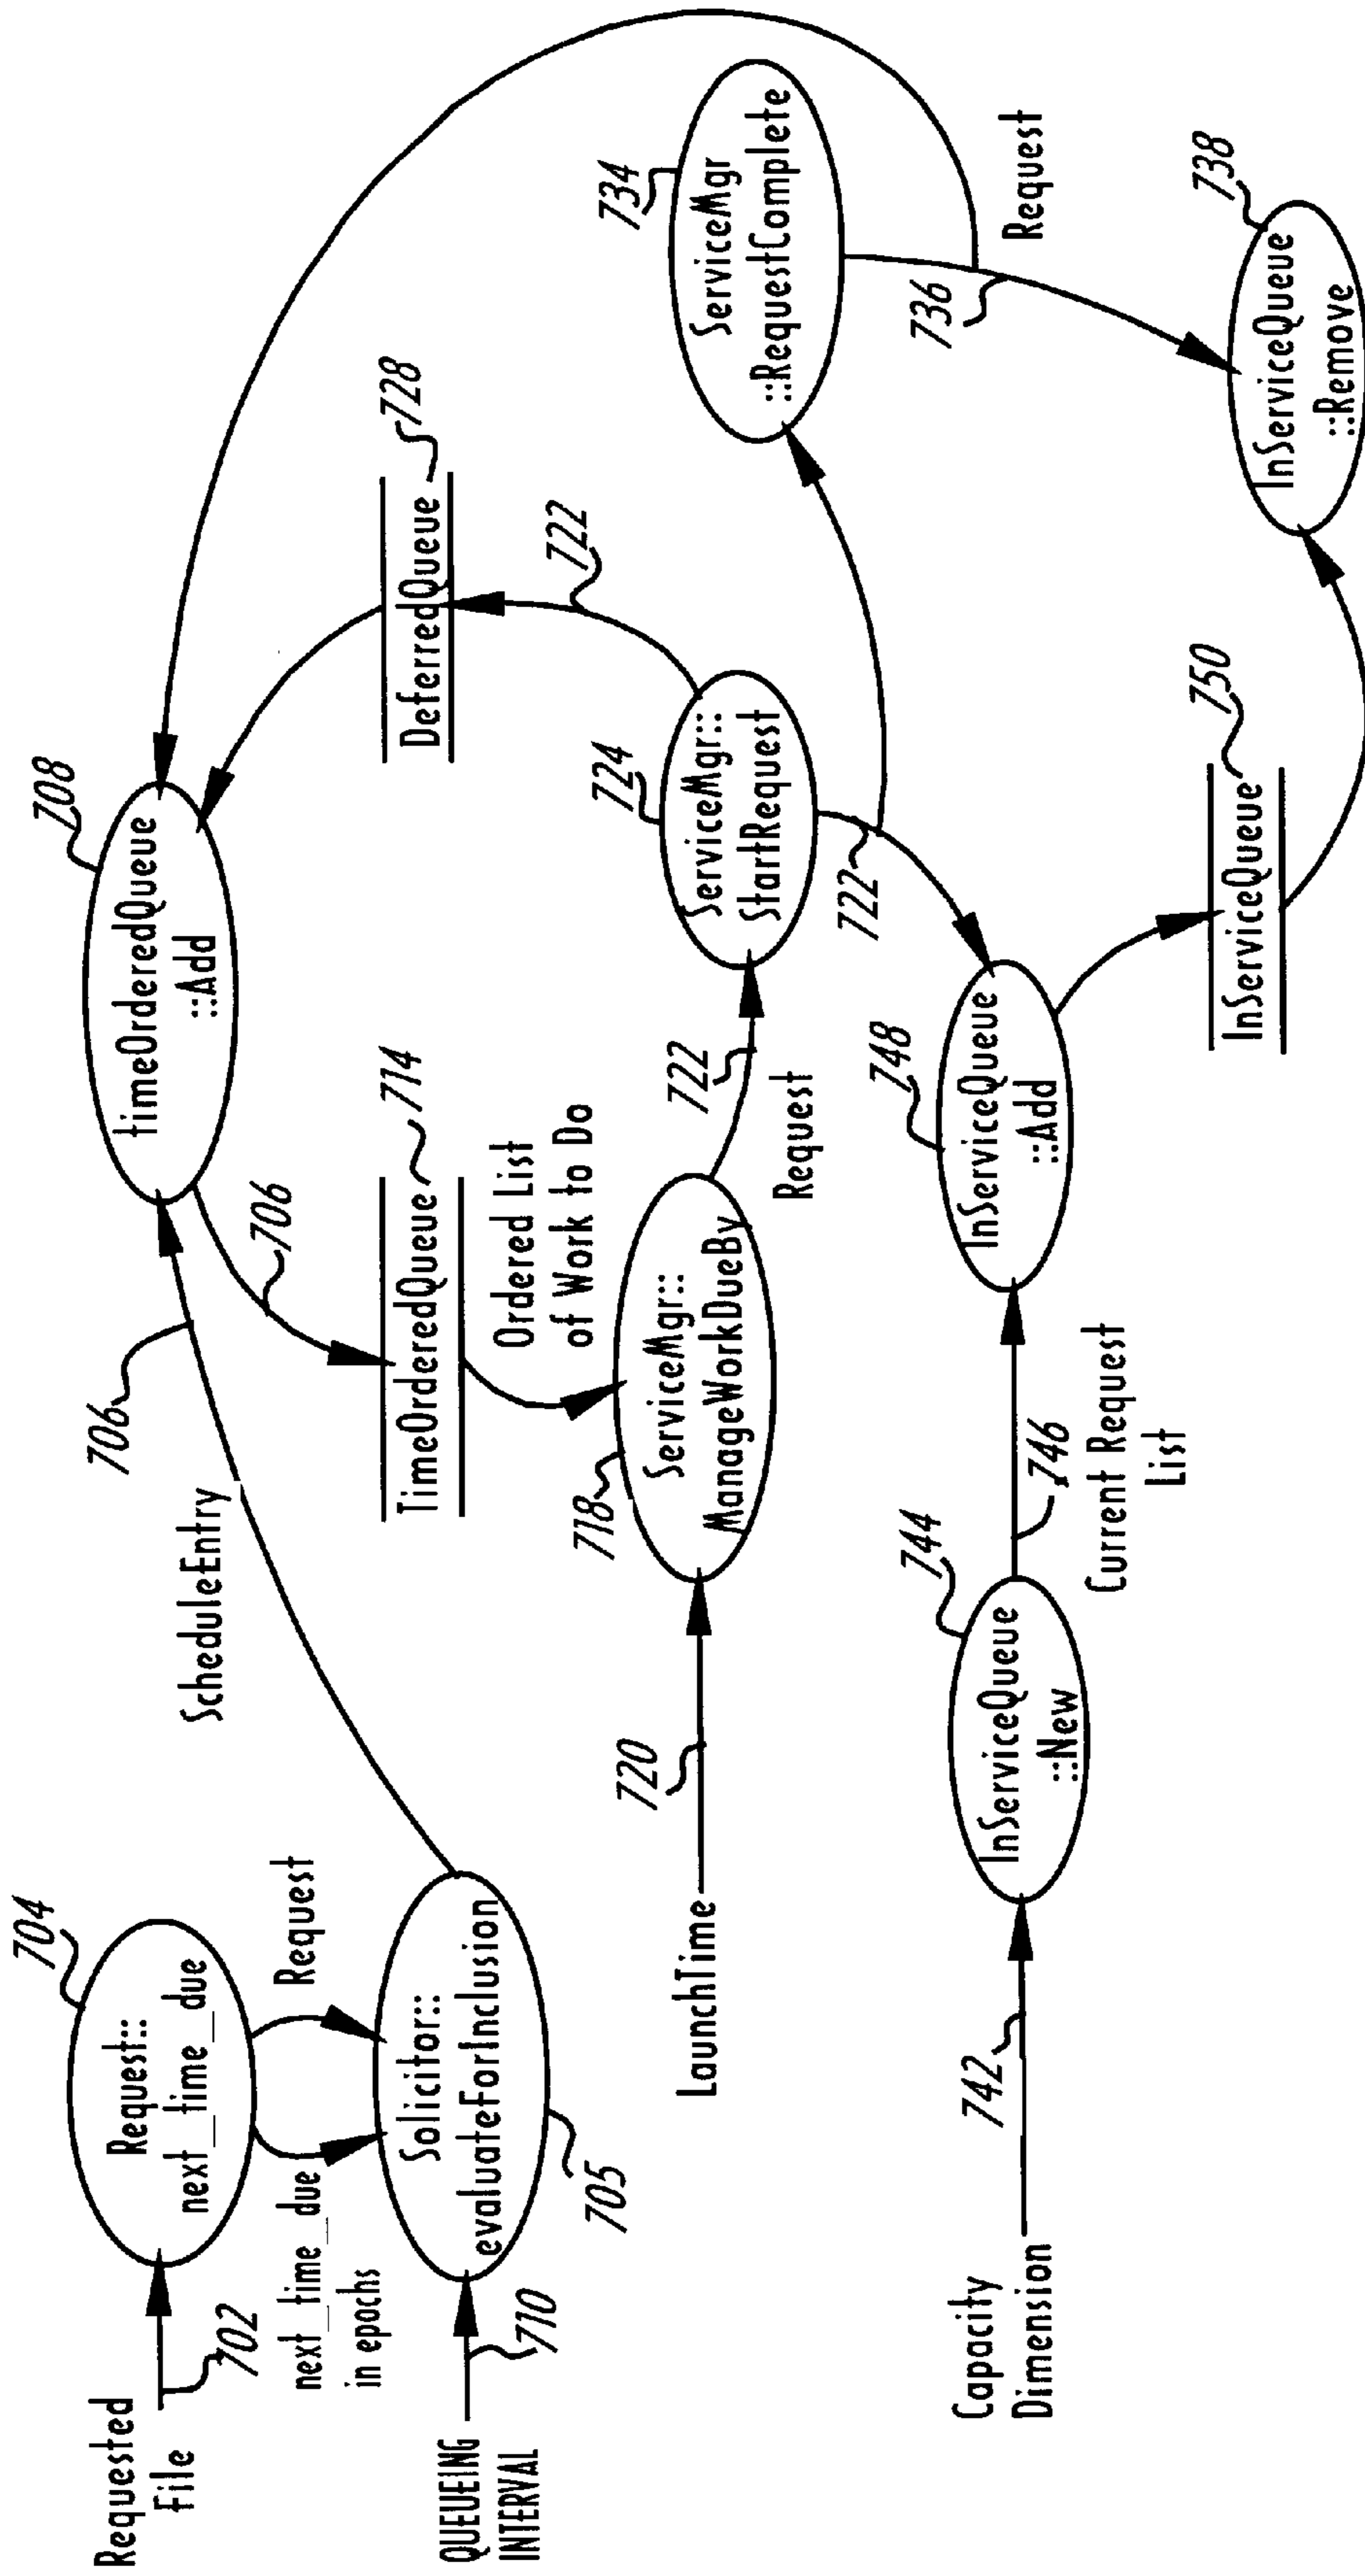 Requested
File
702
704
Request::
next_time_due
next_time_due
in epochs
Request
QUEUEING
INTERVAL
710
Solicitor::
evaluateForInclusion
705
ScheduleEntry
706
708
timeOrderedQueue
::Add
706
TimeOrderedQueue
714
Ordered List
of Work to Do
LaunchTime
720
718
ServiceMgr::
ManageWorkDueBy
722
Request
724
ServiceMgr::
StartRequest
722
DeferredQueue
728
722
734
ServiceMgr
::RequestComplete
736
Request
Capacity
Dimension
742
744
InServiceQueue
::New
746
Current Request
List
748
InServiceQueue
::Add
InServiceQueue
750
738
InServiceQueue
::Remove